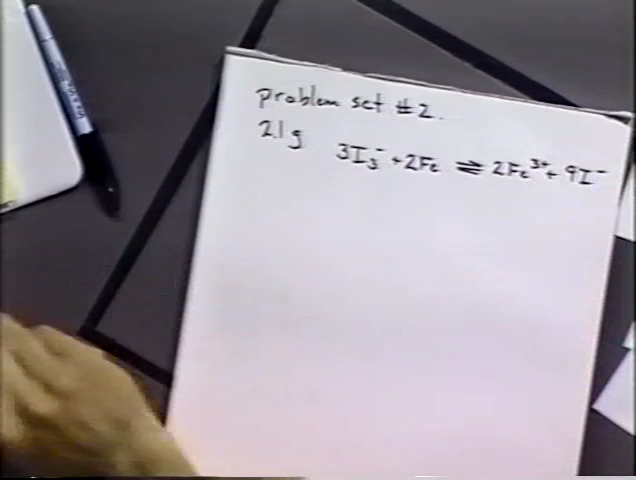 problem set #2.
21g
3I₃⁻ + 2Fe ⇌ 2Fe³⁺ + 9I⁻